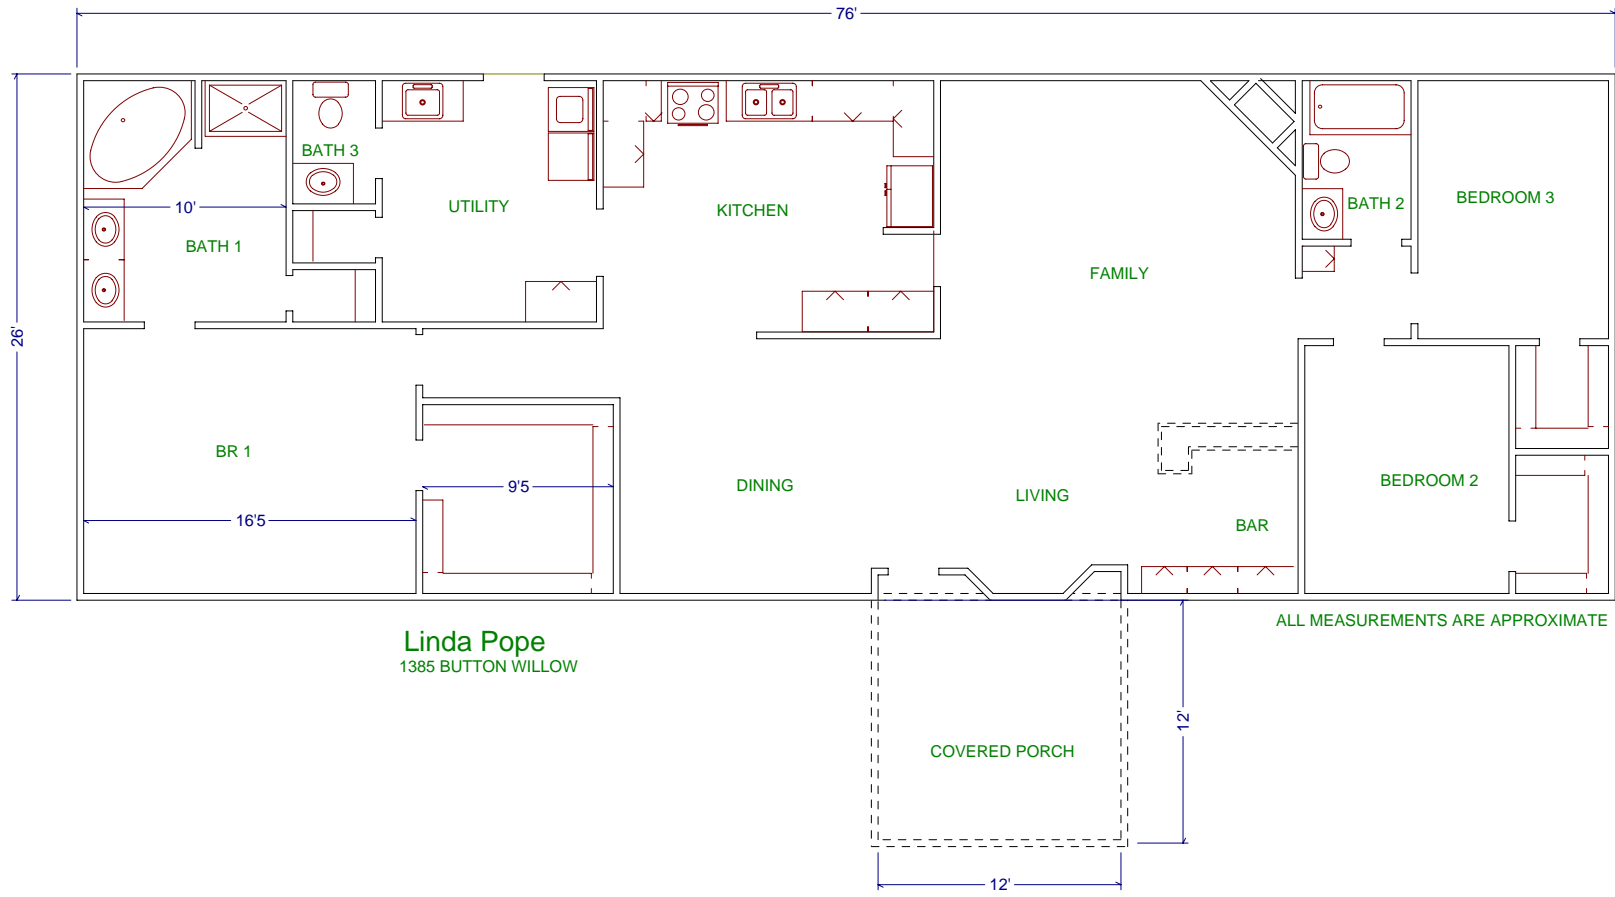 76'
26'
BATH 3
10'
UTILITY
KITCHEN
BATH 2
BEDROOM 3
BATH 1
FAMILY
BR 1
9'5
DINING
LIVING
BEDROOM 2
16'5
BAR
ALL MEASUREMENTS ARE APPROXIMATE
Linda Pope
1385 BUTTON WILLOW
12'
COVERED PORCH
12'